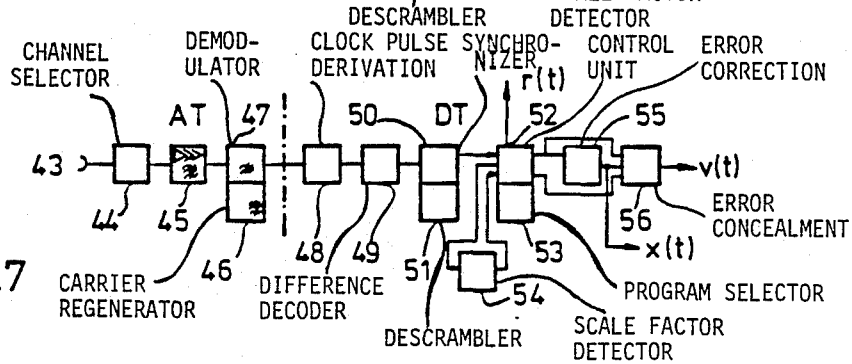 DESCRAMBLER DETECTOR
CHANNEL SELECTOR
DEMOD-
ULATOR
CLOCK PULSE
DERIVATION
SYNCHRO-
NIZER
CONTROL
UNIT
ERROR
CORRECTION
r(t)
AT
47
50
DT
52
55
43
v(t)
44
45
46
48
49
51
53
56
ERROR
CONCEALMENT
x(t)
54
7
CARRIER
REGENERATOR
DIFFERENCE
DECODER
DESCRAMBLER
PROGRAM SELECTOR
SCALE FACTOR
DETECTOR